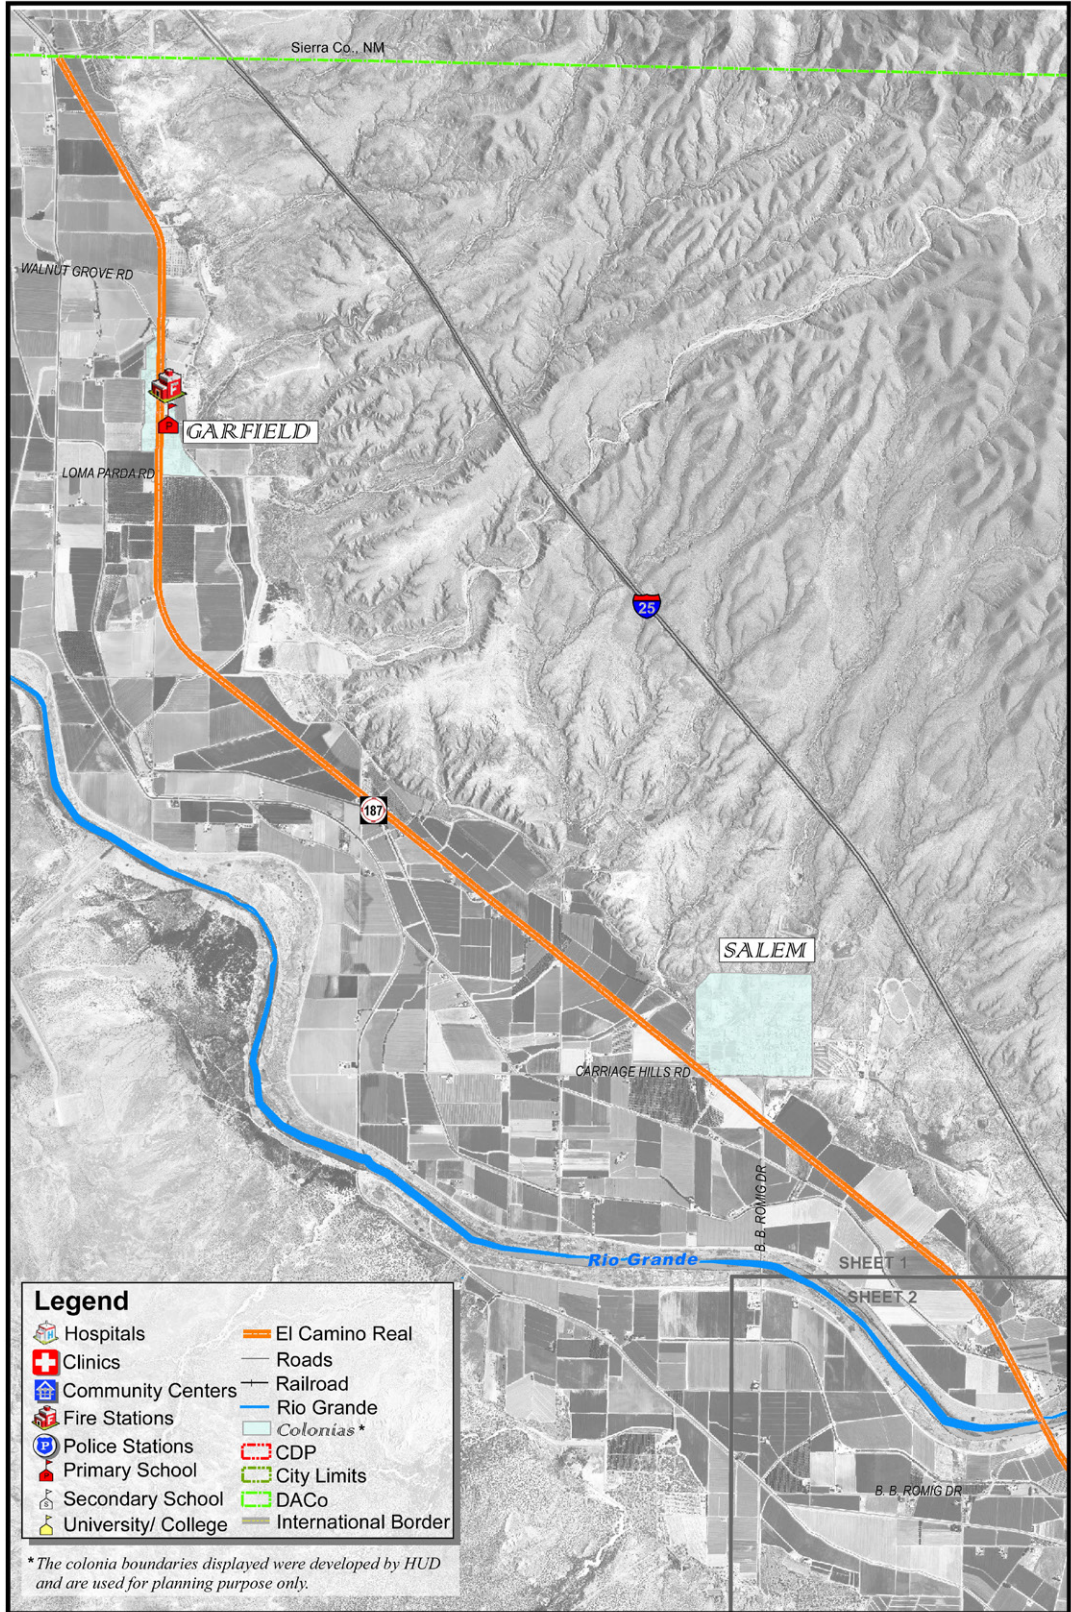 Sierra Co., NM
WALNUT GROVE RD
F
P
GARFIELD
LOMA PARDA RD
25
187
SALEM
CARRIAGE HILLS RD
B. B. ROMIG DR
Rio Grande
SHEET 1
SHEET 2
B. B. ROMIG DR
Legend
Hospitals
Clinics
Community Centers
Fire Stations
Police Stations
Primary School
Secondary School
University/ College
El Camino Real
Roads
Railroad
Rio Grande
Colonias *
CDP
City Limits
DACo
International Border
* The colonia boundaries displayed were developed by HUD
and are used for planning purpose only.